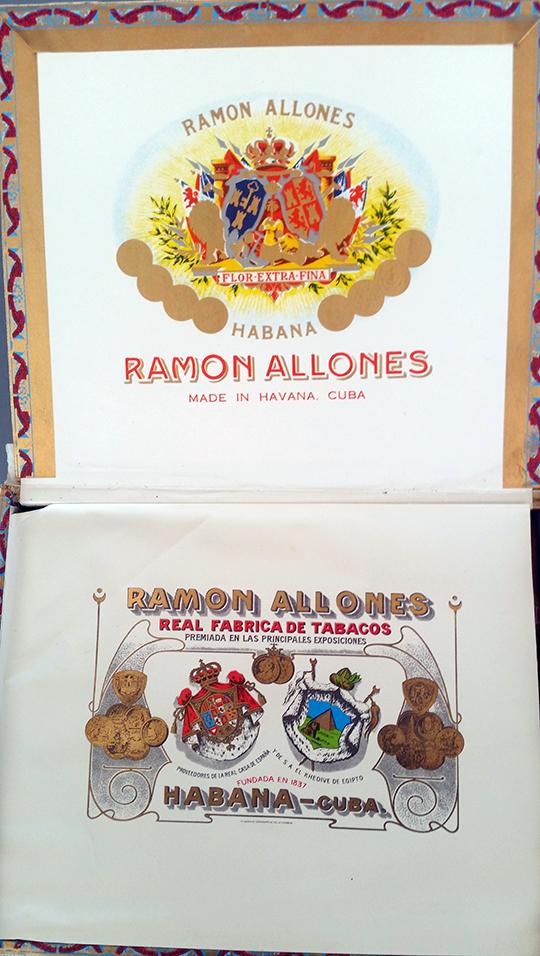 RAMON ALLONES
FLOR-EXTRA-FINA
HABANA
RAMON ALLONES
MADE IN HAVANA, CUBA
RAMON ALLONES
REAL FABRICA DE TABACOS
PREMIADA EN LAS PRINCIPALES EXPOSICIONES
PROVEEDORES DE LA REAL CASA DE ESPAÑA
Y DE S. A. EL KHEDIVE DE EGIPTO
FUNDADA EN 1837
HABANA-CUBA.